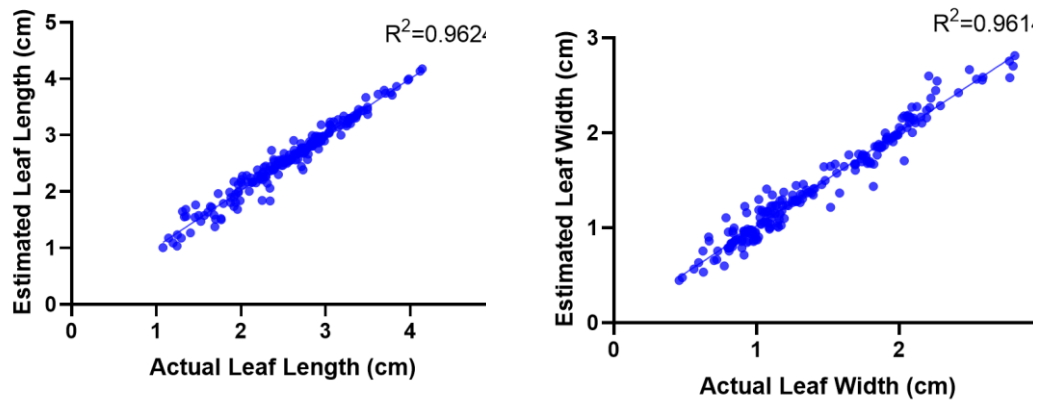 R²=0.9624
Estimated Leaf Length (cm)
5
4
3
2
1
0
0 1 2 3 4
Actual Leaf Length (cm)
R²=0.961
Estimated Leaf Width (cm)
3
2
1
0
0 1 2
Actual Leaf Width (cm)